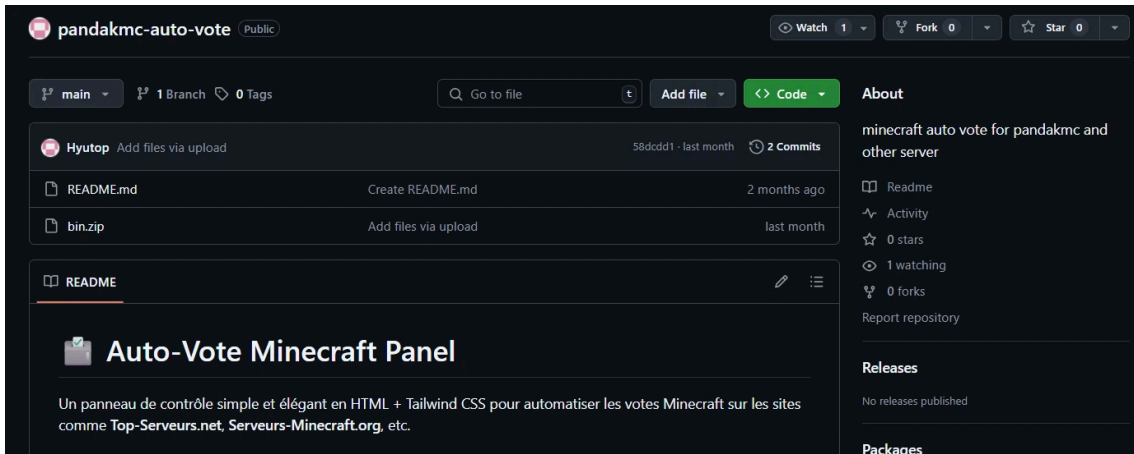 pandakmc-auto-vote Public
Watch 1 Fork 0 Star 0
main 1 Branch 0 Tags Go to file t Add file Code
Hyutop Add files via upload 58dcdd1 · last month 2 Commits
README.md Create README.md 2 months ago
bin.zip Add files via upload last month
README
Auto-Vote Minecraft Panel
Un panneau de contrôle simple et élégant en HTML + Tailwind CSS pour automatiser les votes Minecraft sur les sites
comme Top-Serveurs.net, Serveurs-Minecraft.org, etc.
About
minecraft auto vote for pandakmc and
other server
Readme
Activity
0 stars
1 watching
0 forks
Report repository
Releases
No releases published
Packages